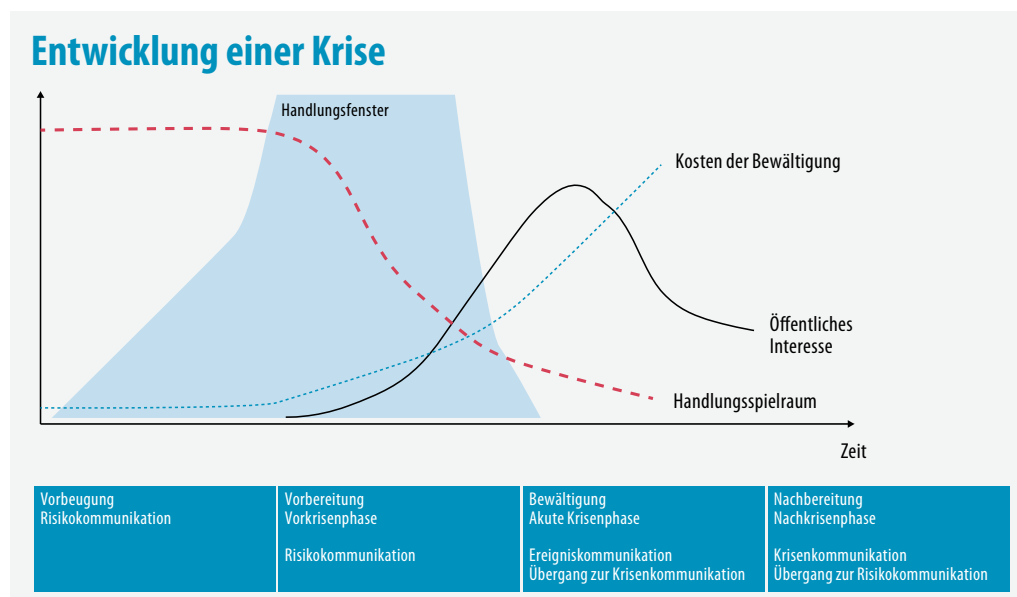 Entwicklung einer Krise
Handlungsfenster
Kosten der Bewältigung
Öffentliches
Interesse
Handlungsspielraum
Zeit
Vorbeugung
Risikokommunikation
Vorbereitung
Vorkrisenphase
Risikokommunikation
Bewältigung
Akute Krisenphase
Ereigniskommunikation
Übergang zur Krisenkommunikation
Nachbereitung
Nachkrisenphase
Krisenkommunikation
Übergang zur Risikokommunikation